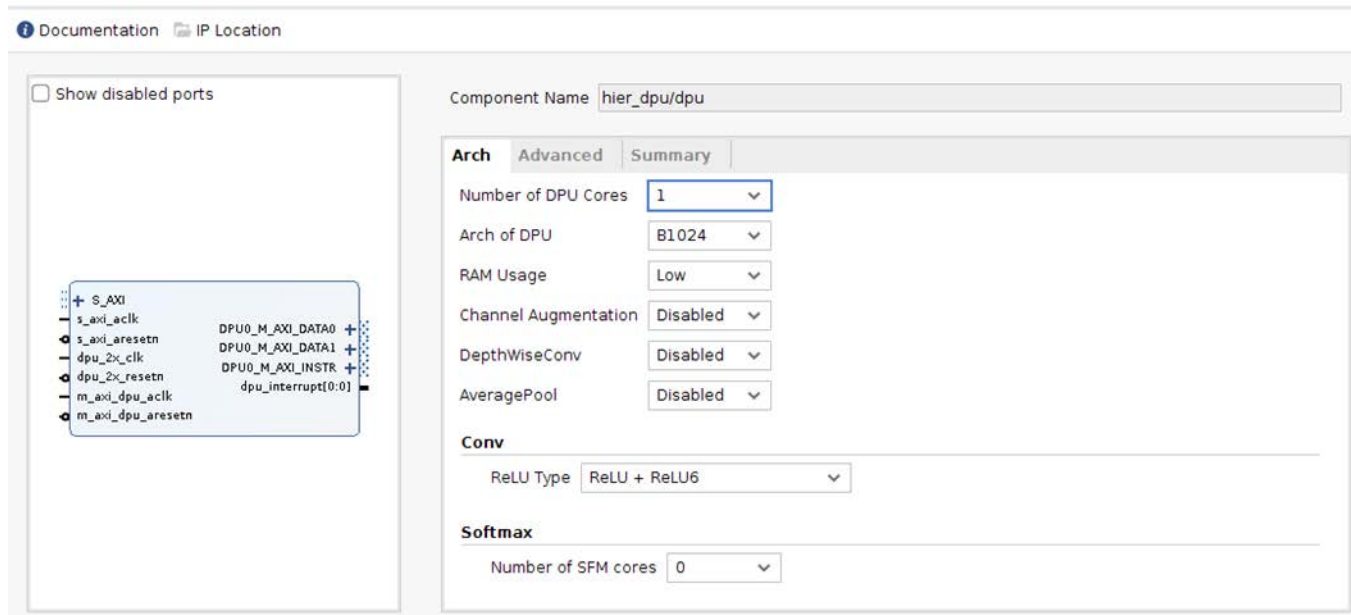 Documentation IP Location
Show disabled ports
S_AXI
s_axi_aclk
s_axi_aresetn
dpu_2x_clk
dpu_2x_resetn
m_axi_dpu_aclk
m_axi_dpu_aresetn
DPU0_M_AXI_DATA0
DPU0_M_AXI_DATA1
DPU0_M_AXI_INSTR
dpu_interrupt[0:0]
Component Name hier_dpu/dpu
Arch Advanced Summary
Number of DPU Cores 1
Arch of DPU B1024
RAM Usage Low
Channel Augmentation Disabled
DepthWiseConv Disabled
AveragePool Disabled
Conv
ReLU Type ReLU + ReLU6
Softmax
Number of SFM cores 0